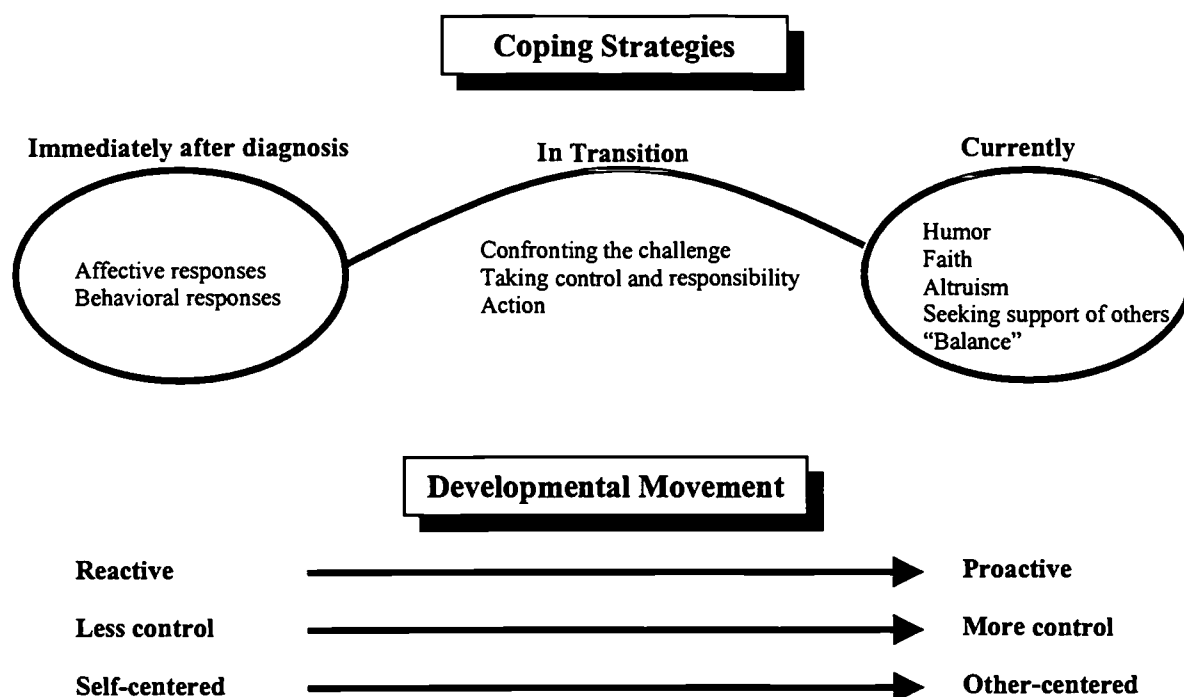 Coping Strategies
Immediately after diagnosis
In Transition
Currently
Affective responses
Behavioral responses
Confronting the challenge
Taking control and responsibility
Action
Humor
Faith
Altruism
Seeking support of others
“Balance”
Developmental Movement
Reactive
Proactive
Less control
More control
Self-centered
Other-centered